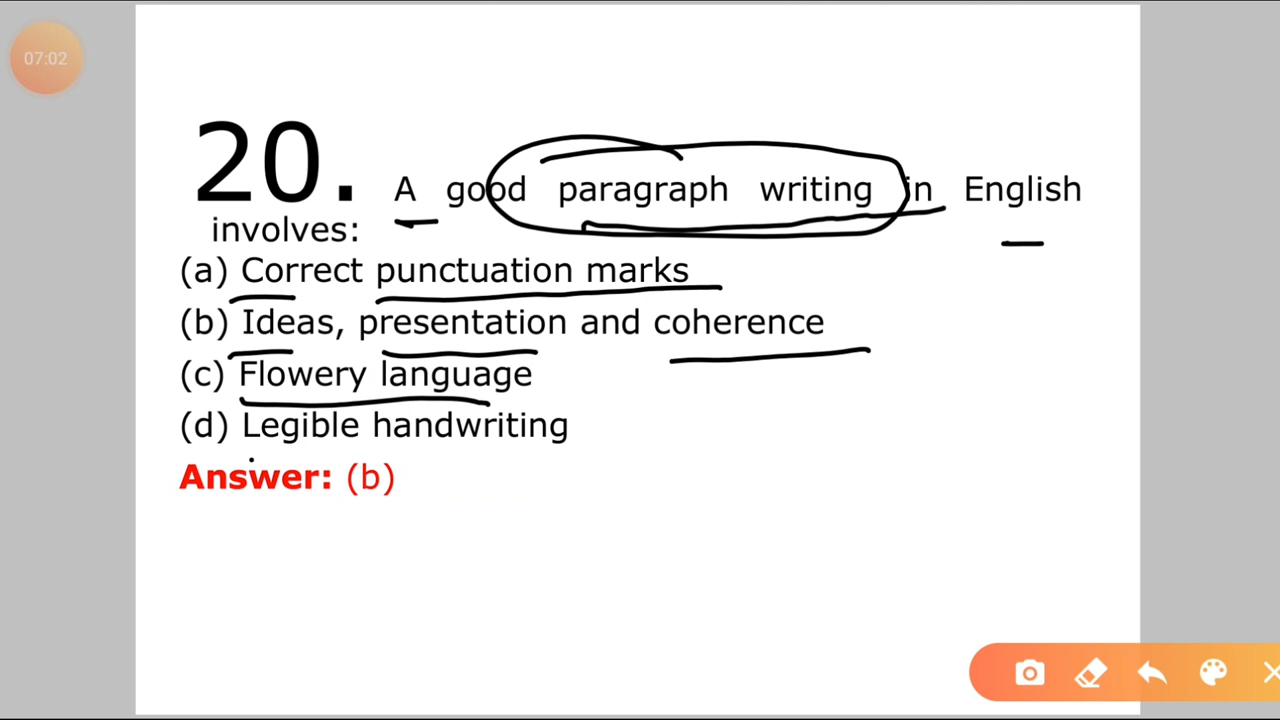 07:02
20. A good paragraph writing in English
involves:
(a) Correct punctuation marks
(b) Ideas, presentation and coherence
(c) Flowery language
(d) Legible handwriting
Answer: (b)